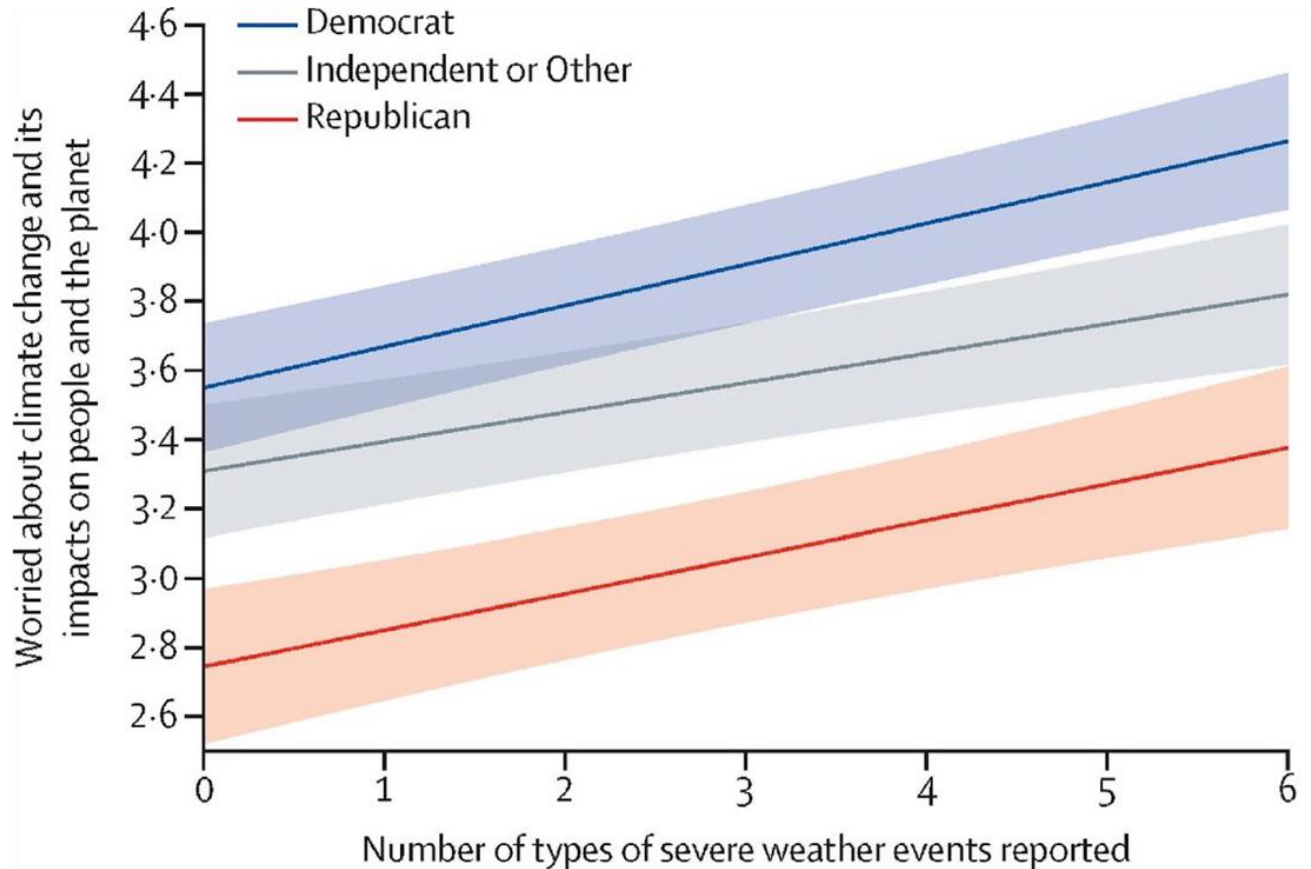 Worried about climate change and its
impacts on people and the planet
4·6
4·4
4·2
4·0
3·8
3·6
3·4
3·2
3·0
2·8
2·6
Democrat
Independent or Other
Republican
0 1 2 3 4 5 6
Number of types of severe weather events reported